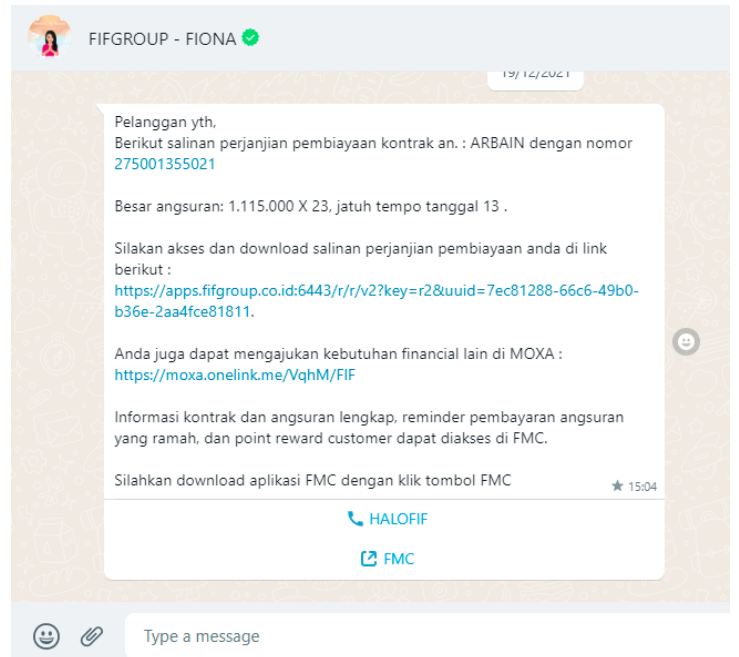 FIFGROUP - FIONA
19/12/2021
Pelanggan yth,
Berikut salinan perjanjian pembiayaan kontrak an. : ARBAIN dengan nomor
275001355021
Besar angsuran: 1.115.000 X 23, jatuh tempo tanggal 13 .
Silakan akses dan download salinan perjanjian pembiayaan anda di link
berikut :
https://apps.fifgroup.co.id:6443/r/r/v2?key=r2&uuid=7ec81288-66c6-49b0-
b36e-2aa4fce81811.
Anda juga dapat mengajukan kebutuhan financial lain di MOXA :
https://moxa.onelink.me/VqhM/FIF
Informasi kontrak dan angsuran lengkap, reminder pembayaran angsuran
yang ramah, dan point reward customer dapat diakses di FMC.
Silahkan download aplikasi FMC dengan klik tombol FMC
15:04
HALOFIF
FMC
Type a message